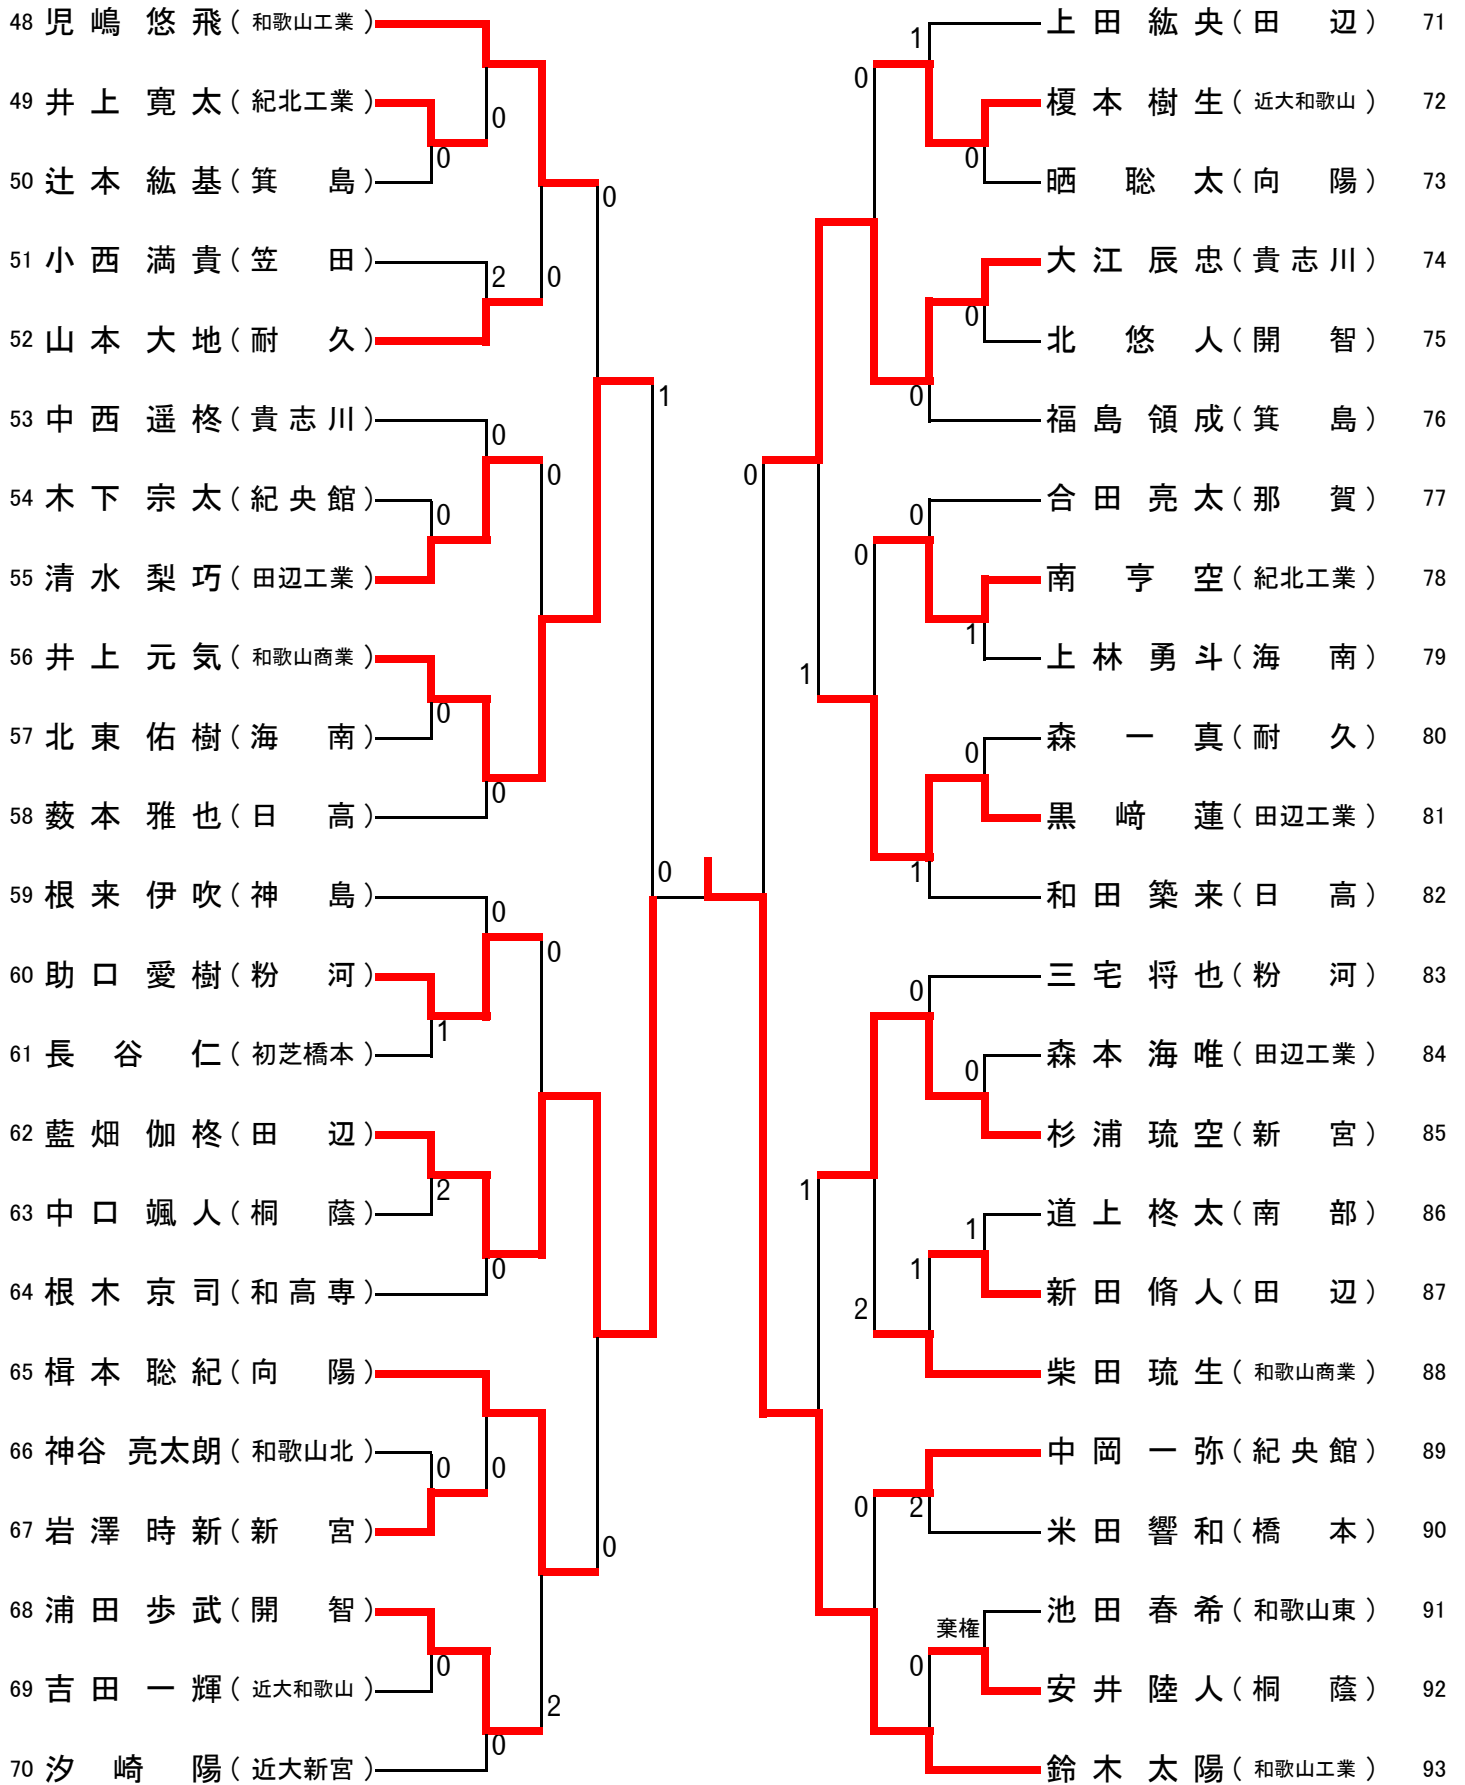 48 児嶋 悠飛 ( 和歌山工業 )
49 井上 寛太 ( 紀北工業 )
0
0
50 辻本 紘基 ( 箕島 )
0
51 小西 満貴 ( 笠田 )
2
0
52 山本 大地 ( 耐久 )
1
53 中西 遥柊 ( 貴志川 )
0
0
54 木下 宗太 ( 紀央館 )
0
55 清水 梨巧 ( 田辺工業 )
56 井上 元気 ( 和歌山商業 )
0
57 北東 佑樹 ( 海南 )
0
58 薮本 雅也 ( 日高 )
0
59 根来 伊吹 ( 神島 )
0
0
60 助口 愛樹 ( 粉河 )
1
61 長谷 仁 ( 初芝橋本 )
62 藍畑 伽柊 ( 田辺 )
2
63 中口 颯人 ( 桐蔭 )
0
64 根木 京司 ( 和高専 )
65 楫本 聡紀 ( 向陽 )
66 神谷 亮太朗 ( 和歌山北 )
0
0
67 岩澤 時新 ( 新宮 )
0
68 浦田 歩武 ( 開智 )
0
69 吉田 一輝 ( 近大和歌山 )
2
0
70 汐崎 陽 ( 近大新宮 )
上田 紘央 ( 田辺 ) 71
1
0
榎本 樹生 ( 近大和歌山 ) 72
0
晒 聡太 ( 向陽 ) 73
大江 辰忠 ( 貴志川 ) 74
0
北 悠人 ( 開智 ) 75
0
福島 領成 ( 箕島 ) 76
0
合田 亮太 ( 那賀 ) 77
0
0
南 亨空 ( 紀北工業 ) 78
1
上林 勇斗 ( 海南 ) 79
1
森 一真 ( 耐久 ) 80
0
黒﨑 蓮 ( 田辺工業 ) 81
1
和田 築来 ( 日高 ) 82
三宅 将也 ( 粉河 ) 83
0
森本 海唯 ( 田辺工業 ) 84
0
杉浦 琉空 ( 新宮 ) 85
1
道上 柊太 ( 南部 ) 86
1
1
新田 脩人 ( 田辺 ) 87
2
柴田 琉生 ( 和歌山商業 ) 88
中岡 一弥 ( 紀央館 ) 89
0
2
米田 響和 ( 橋本 ) 90
池田 春希 ( 和歌山東 ) 91
棄権
0
安井 陸人 ( 桐蔭 ) 92
鈴木 太陽 ( 和歌山工業 ) 93